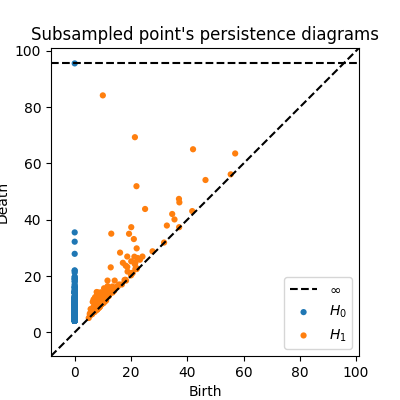 Subsampled point's persistence diagrams
100
80
60
40
20
0
Death
0 20 40 60 80 100
Birth
∞
H₀
H₁